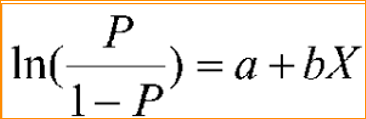 ln(P/(1−P)) = a + bX